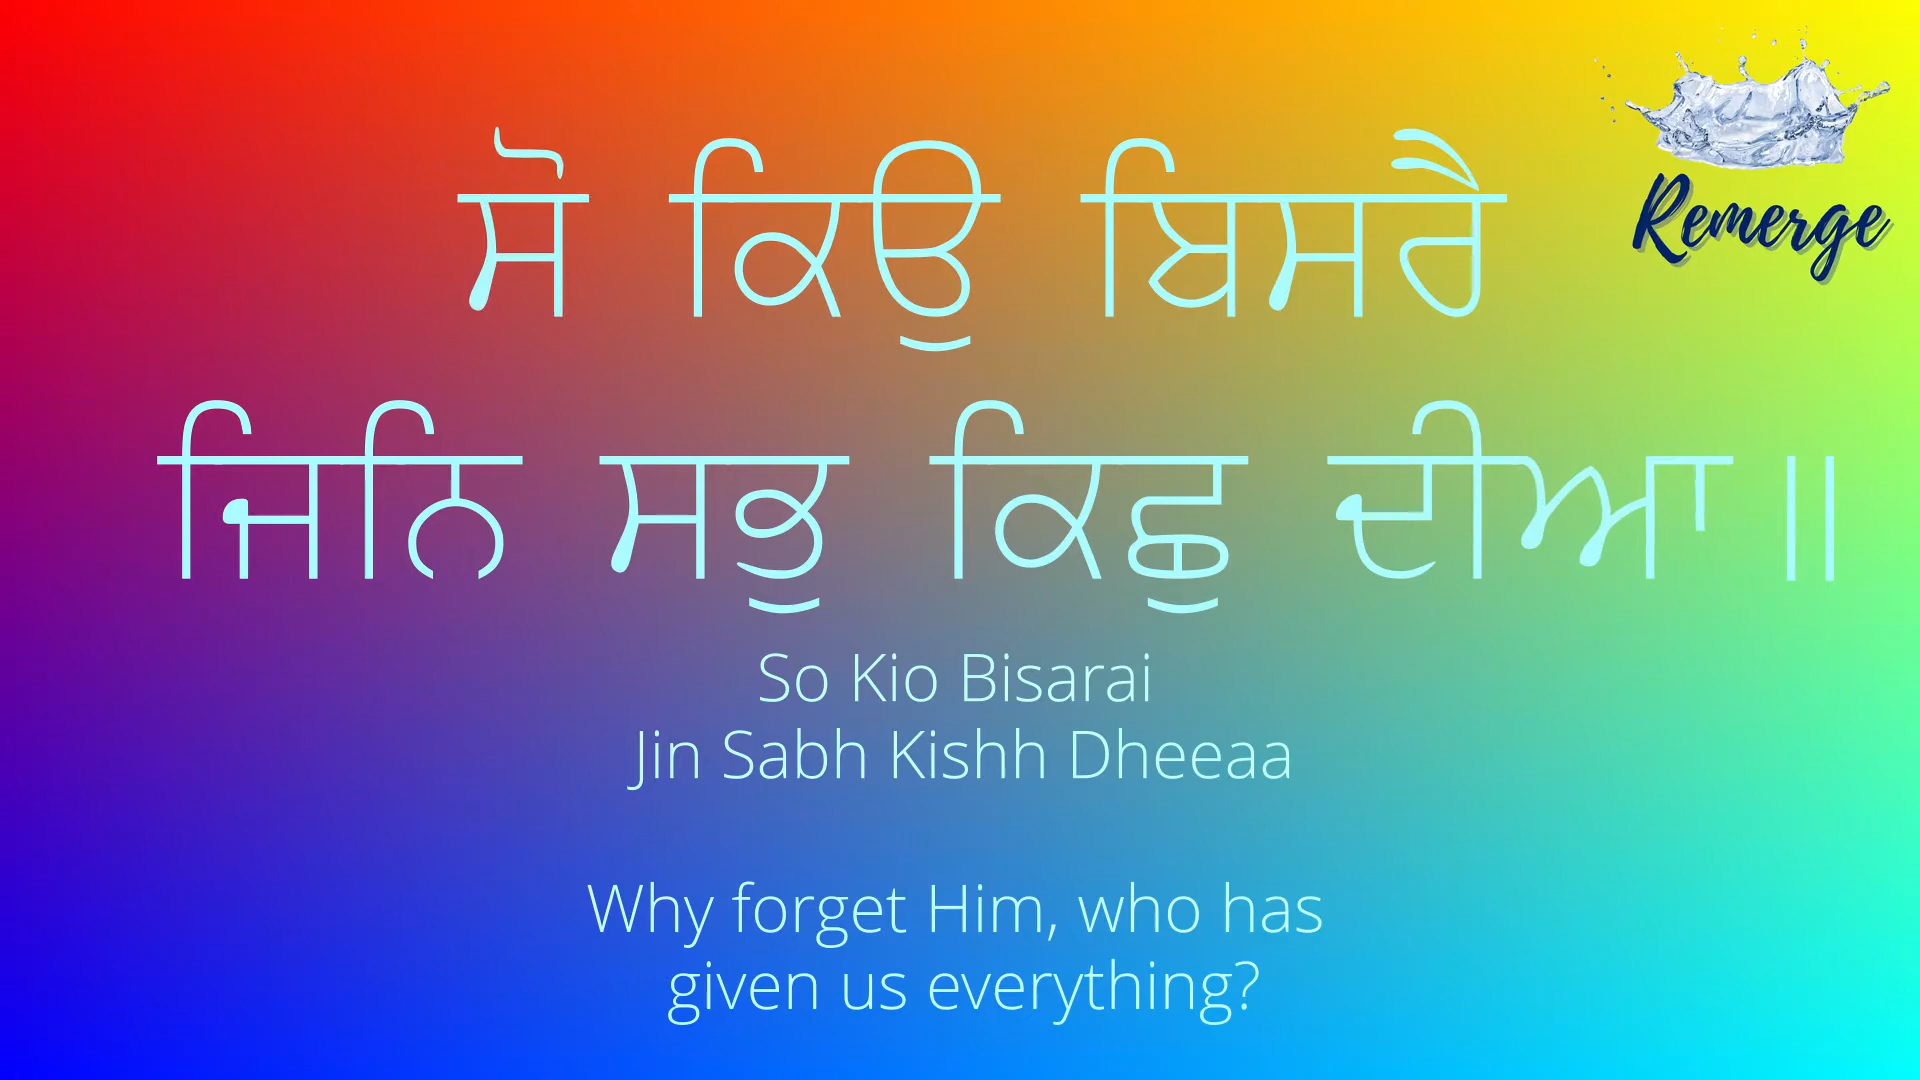 Remerge
ਸੋ ਕਿਉ ਬਿਸਰੈ
ਜਿਨਿ ਸਭੁ ਕਿਛੁ ਦੀਆ ॥
So Kio Bisarai
Jin Sabh Kishh Dheeaa
Why forget Him, who has
given us everything?